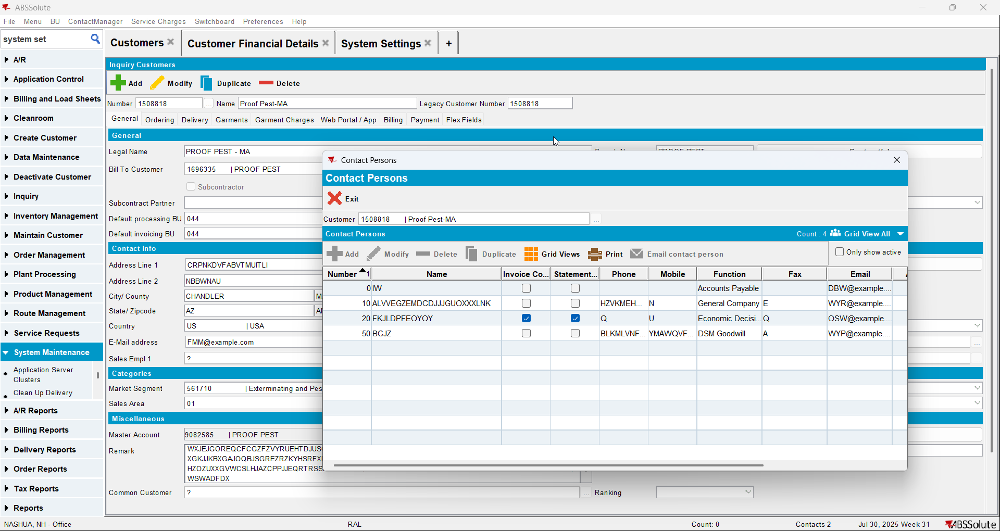 ABSSolute
File Menu BU ContactManager Service Charges Switchboard Preferences Help
system set
Customers
Customer Financial Details
System Settings
+
A/R
Application Control
Billing and Load Sheets
Cleanroom
Create Customer
Data Maintenance
Deactivate Customer
Inquiry
Inventory Management
Maintain Customer
Order Management
Plant Processing
Product Management
Route Management
Service Requests
System Maintenance
Application Server
Clusters
Clean Up Delivery
A/R Reports
Billing Reports
Delivery Reports
Order Reports
Tax Reports
Reports
Inquiry Customers
Add Modify Duplicate Delete
Number 1508818 ... Name Proof Pest-MA Legacy Customer Number 1508818
General Ordering Delivery Garments Garment Charges Web Portal / App Billing Payment Flex Fields
General
Legal Name PROOF PEST - MA
Bill To Customer 1696335 | PROOF PEST
Subcontractor
Subcontract Partner
Default processing BU 044
Default invoicing BU 044
Contact info
Address Line 1 CRPNKDVFABVTMUITLI
Address Line 2 NBBWNAU
City/ County CHANDLER
State/ Zipcode AZ
Country US | USA
E-Mail address FMM@example.com
Sales Empl.1 ?
Categories
Market Segment 561710 | Exterminating and Pes
Sales Area 01
Miscellaneous
Master Account 9082585 | PROOF PEST
Remark
WXJEJGOREQCFCGZFZVYRUEHTDJUS
XGKJJKBXGAJOQBJSGREZRZKYHSRFX
HZOZUXXGVWCSLHJAZCPPJJEQRTRSS
WSWADFDX
Common Customer ? ... Ranking
Contact Persons
Contact Persons
Exit
Customer 1508818 | Proof Pest-MA ...
Contact Persons Count : 4 Grid View All
Add Modify Delete Duplicate Grid Views Print Email contact person Only show active
Number 1 Name Invoice Co... Statement... Phone Mobile Function Fax Email
0 IW Accounts Payable DBW@example....
10 ALVVEGZEMDCDJJJGUOXXXLNK HZVKMEH... N General Company E WYR@example....
20 FKJLDPFEOYOY Q U Economic Decisi... Q OSW@example....
50 BCJZ BLKMLVNF... YMAWQVF... DSM Goodwill A WYP@example....
NASHUA, NH - Office RAL Count: 0 Contacts 2 Jul 30, 2025 Week 31 ABSSolute